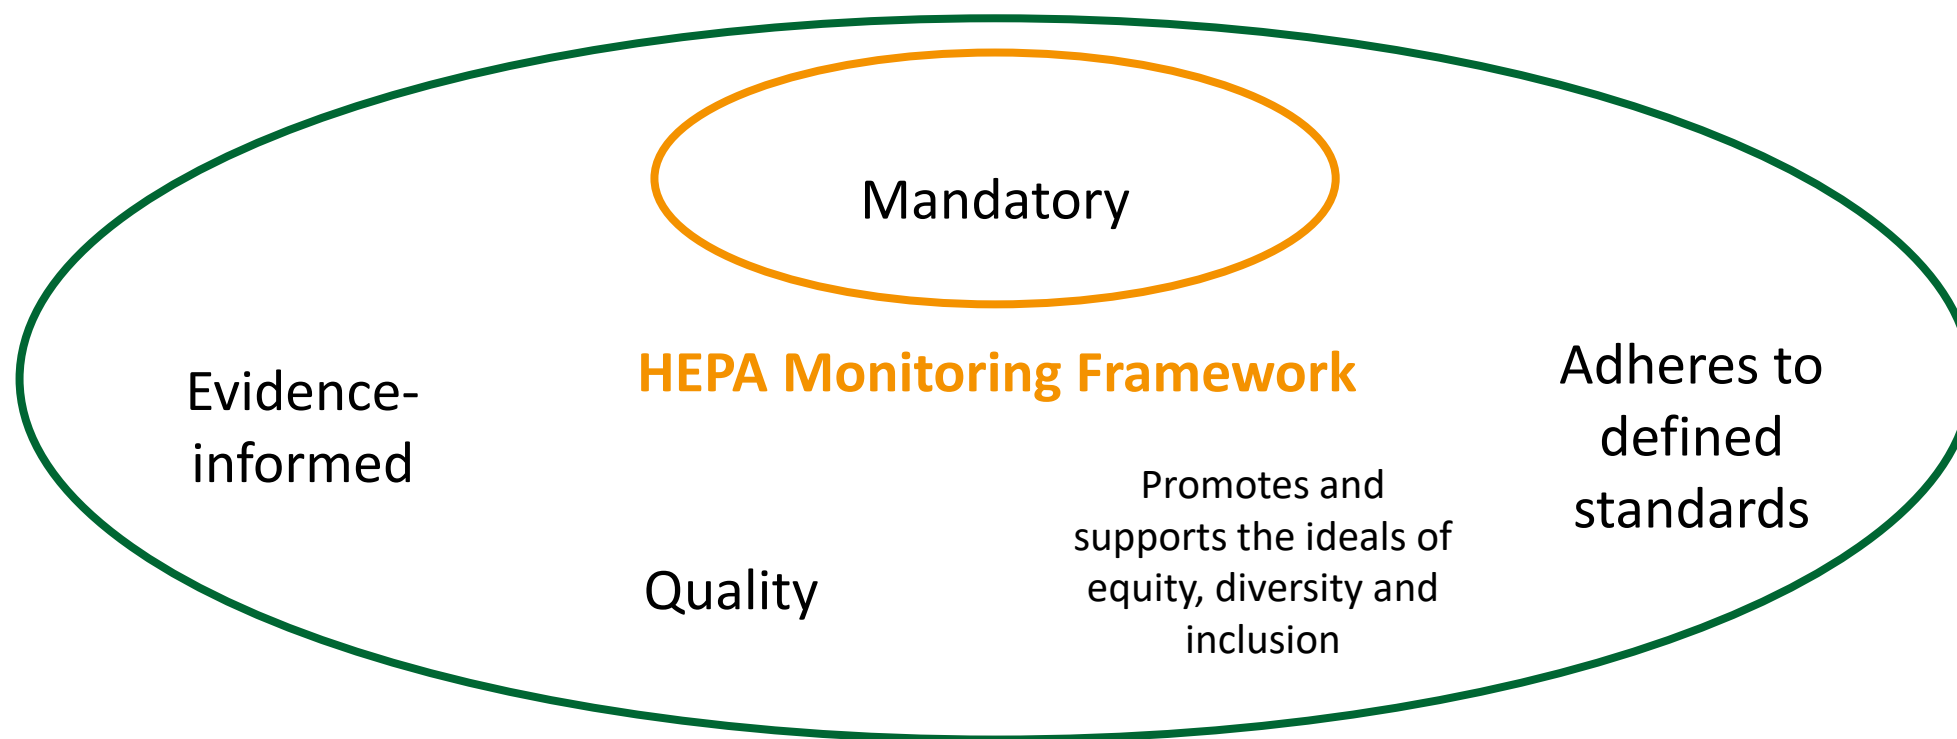 Mandatory
HEPA Monitoring Framework
Evidence-
informed
Quality
Promotes and
supports the ideals of
equity, diversity and
inclusion
Adheres to
defined
standards